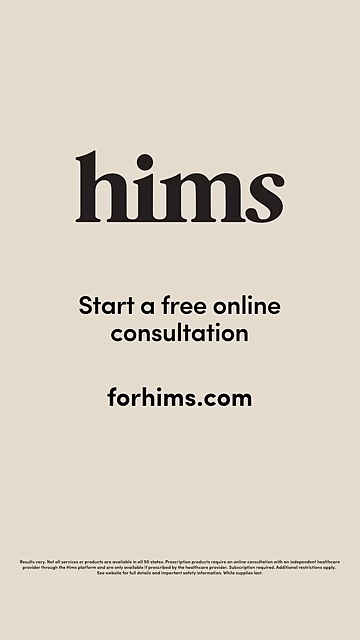 hims
Start a free online
consultation
forhims.com
Results vary. Not all services or products are available in all 50 states. Prescription products require an online consultation with an independent healthcare
provider through the Hims platform and are only available if prescribed by the healthcare provider. Subscription required. Additional restrictions apply.
See website for full details and important safety information. While supplies last.